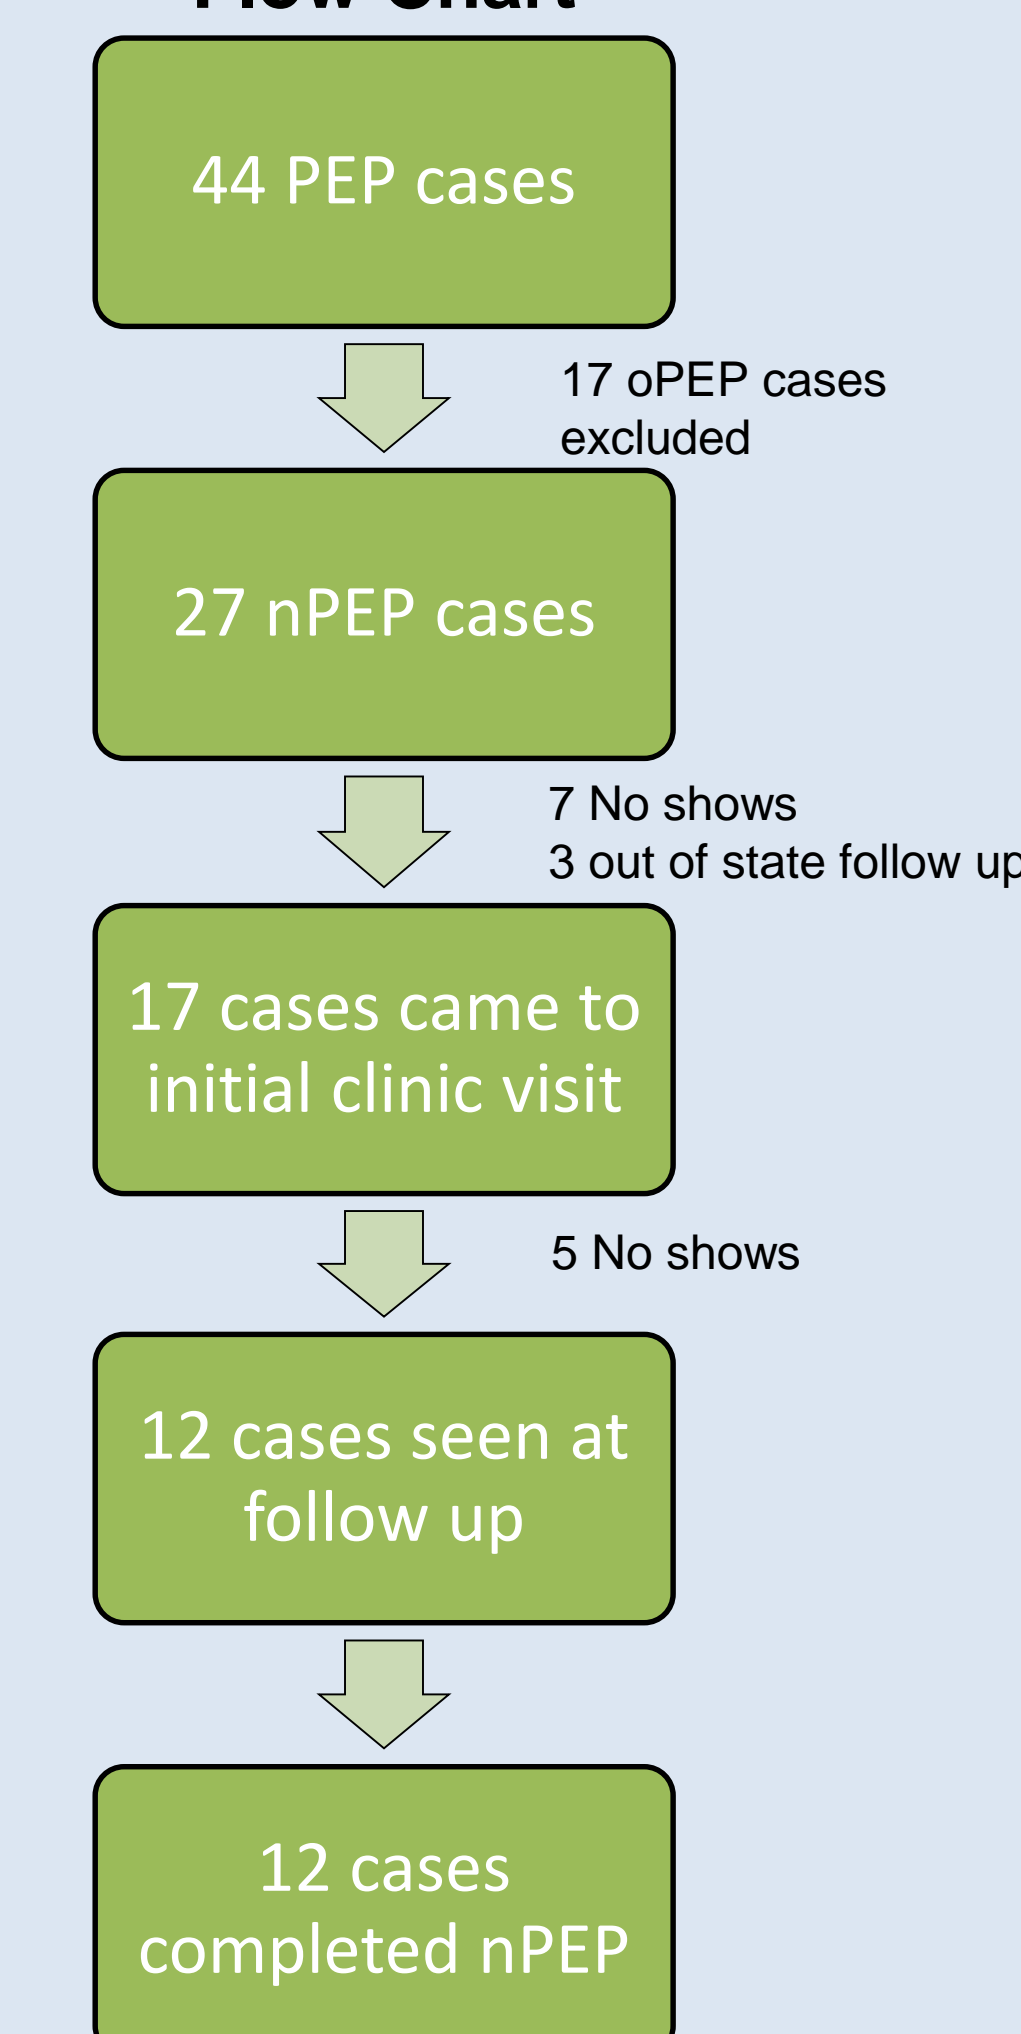 Flow Chart
44 PEP cases
17 oPEP cases
excluded
27 nPEP cases
7 No shows
3 out of state follow up
17 cases came to
initial clinic visit
5 No shows
12 cases seen at
follow up
12 cases
completed nPEP